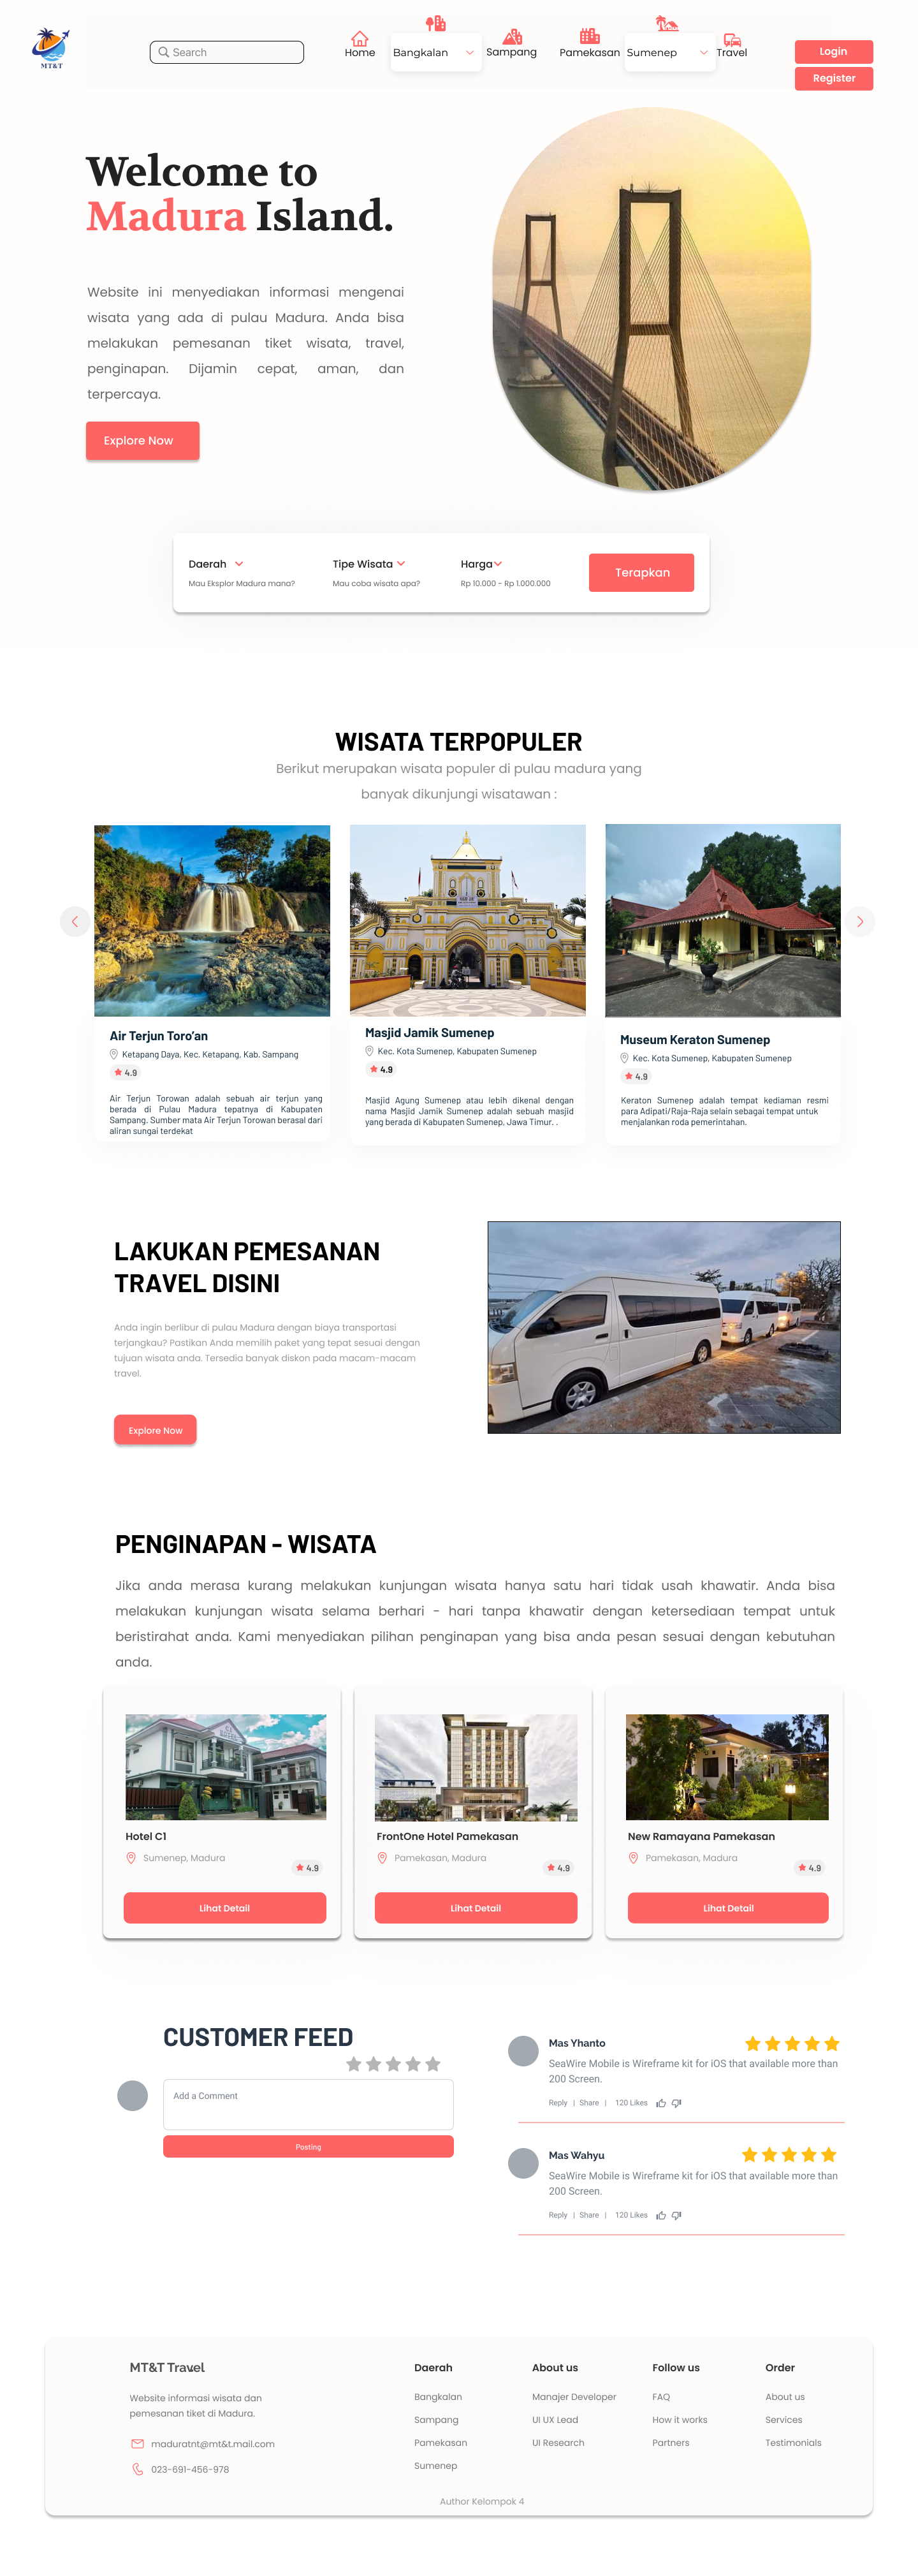 MT&T
Search
Home
Bangkalan
Sampang
Pamekasan
Sumenep
Travel
Login
Register
Welcome to
Madura Island.
Website ini menyediakan informasi mengenai
wisata yang ada di pulau Madura. Anda bisa
melakukan pemesanan tiket wisata, travel,
penginapan. Dijamin cepat, aman, dan
terpercaya.
Explore Now
Daerah
Mau Eksplor Madura mana?
Tipe Wisata
Mau coba wisata apa?
Harga
Rp 10.000 - Rp 1.000.000
Terapkan
WISATA TERPOPULER
Berikut merupakan wisata populer di pulau madura yang
banyak dikunjungi wisatawan :
Air Terjun Toro’an
Ketapang Daya, Kec. Ketapang, Kab. Sampang
4.9
Air Terjun Torowan adalah sebuah air terjun yang
berada di Pulau Madura tepatnya di Kabupaten
Sampang. Sumber mata Air Terjun Torowan berasal dari
aliran sungai terdekat
Masjid Jamik Sumenep
Kec. Kota Sumenep, Kabupaten Sumenep
4.9
Masjid Agung Sumenep atau lebih dikenal dengan
nama Masjid Jamik Sumenep adalah sebuah masjid
yang berada di Kabupaten Sumenep, Jawa Timur. .
Museum Keraton Sumenep
Kec. Kota Sumenep, Kabupaten Sumenep
4.9
Keraton Sumenep adalah tempat kediaman resmi
para Adipati/Raja-Raja selain sebagai tempat untuk
menjalankan roda pemerintahan.
LAKUKAN PEMESANAN
TRAVEL DISINI
Anda ingin berlibur di pulau Madura dengan biaya transportasi
terjangkau? Pastikan Anda memilih paket yang tepat sesuai dengan
tujuan wisata anda. Tersedia banyak diskon pada macam-macam
travel.
Explore Now
PENGINAPAN - WISATA
Jika anda merasa kurang melakukan kunjungan wisata hanya satu hari tidak usah khawatir. Anda bisa
melakukan kunjungan wisata selama berhari - hari tanpa khawatir dengan ketersediaan tempat untuk
beristirahat anda. Kami menyediakan pilihan penginapan yang bisa anda pesan sesuai dengan kebutuhan
anda.
Hotel C1
Sumenep, Madura
4.9
Lihat Detail
FrontOne Hotel Pamekasan
Pamekasan, Madura
4.9
Lihat Detail
New Ramayana Pamekasan
Pamekasan, Madura
4.9
Lihat Detail
CUSTOMER FEED
Add a Comment
Posting
Mas Yhanto
SeaWire Mobile is Wireframe kit for iOS that available more than
200 Screen.
Reply | Share | 120 Likes
Mas Wahyu
SeaWire Mobile is Wireframe kit for iOS that available more than
200 Screen.
Reply | Share | 120 Likes
MT&T Travel
Website informasi wisata dan
pemesanan tiket di Madura.
maduratnt@mt&t.mail.com
023-691-456-978
Daerah
Bangkalan
Sampang
Pamekasan
Sumenep
About us
Manajer Developer
UI UX Lead
UI Research
Follow us
FAQ
How it works
Partners
Order
About us
Services
Testimonials
Author Kelompok 4